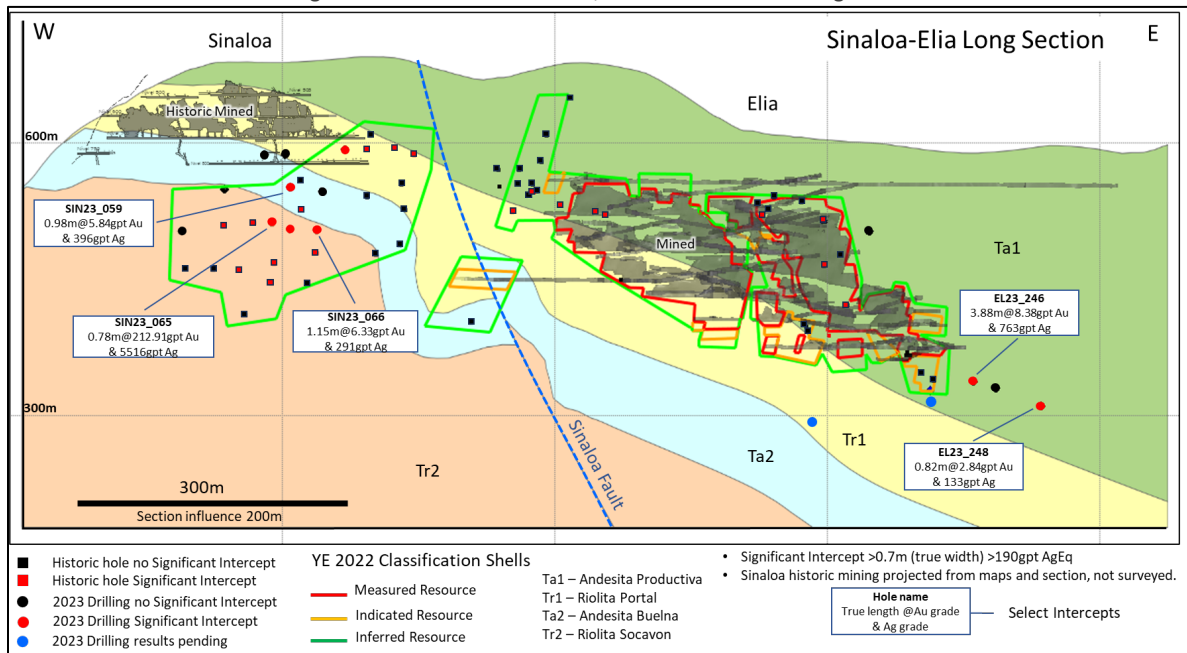 W
Sinaloa
Sinaloa-Elia Long Section
E
Elia
Historic Mined
600m
SIN23_059
0.98m@5.84gpt Au
& 396gpt Ag
Mined
Ta1
EL23_246
3.88m@8.38gpt Au
& 763gpt Ag
SIN23_065
0.78m@212.91gpt Au
& 5516gpt Ag
SIN23_066
1.15m@6.33gpt Au
& 291gpt Ag
300m
Sinaloa Fault
Tr1
Ta2
Tr2
EL23_248
0.82m@2.84gpt Au
& 133gpt Ag
300m
Section influence 200m
Historic hole no Significant Intercept
Historic hole Significant Intercept
2023 Drilling no Significant Intercept
2023 Drilling Significant Intercept
2023 Drilling results pending
YE 2022 Classification Shells
Measured Resource
Indicated Resource
Inferred Resource
Ta1 – Andesita Productiva
Tr1 – Riolita Portal
Ta2 – Andesita Buelna
Tr2 – Riolita Socavon
• Significant Intercept >0.7m (true width) >190gpt AgEq
• Sinaloa historic mining projected from maps and section, not surveyed.
Hole name
True length @Au grade
& Ag grade
Select Intercepts